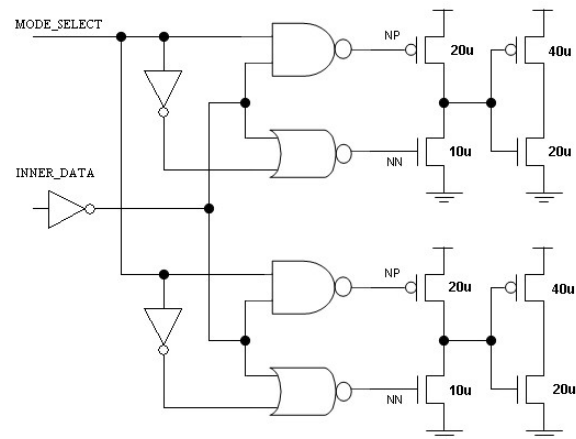 MODE_SELECT
NP
20u
40u
NN
10u
20u
INNER_DATA
NP
20u
40u
NN
10u
20u